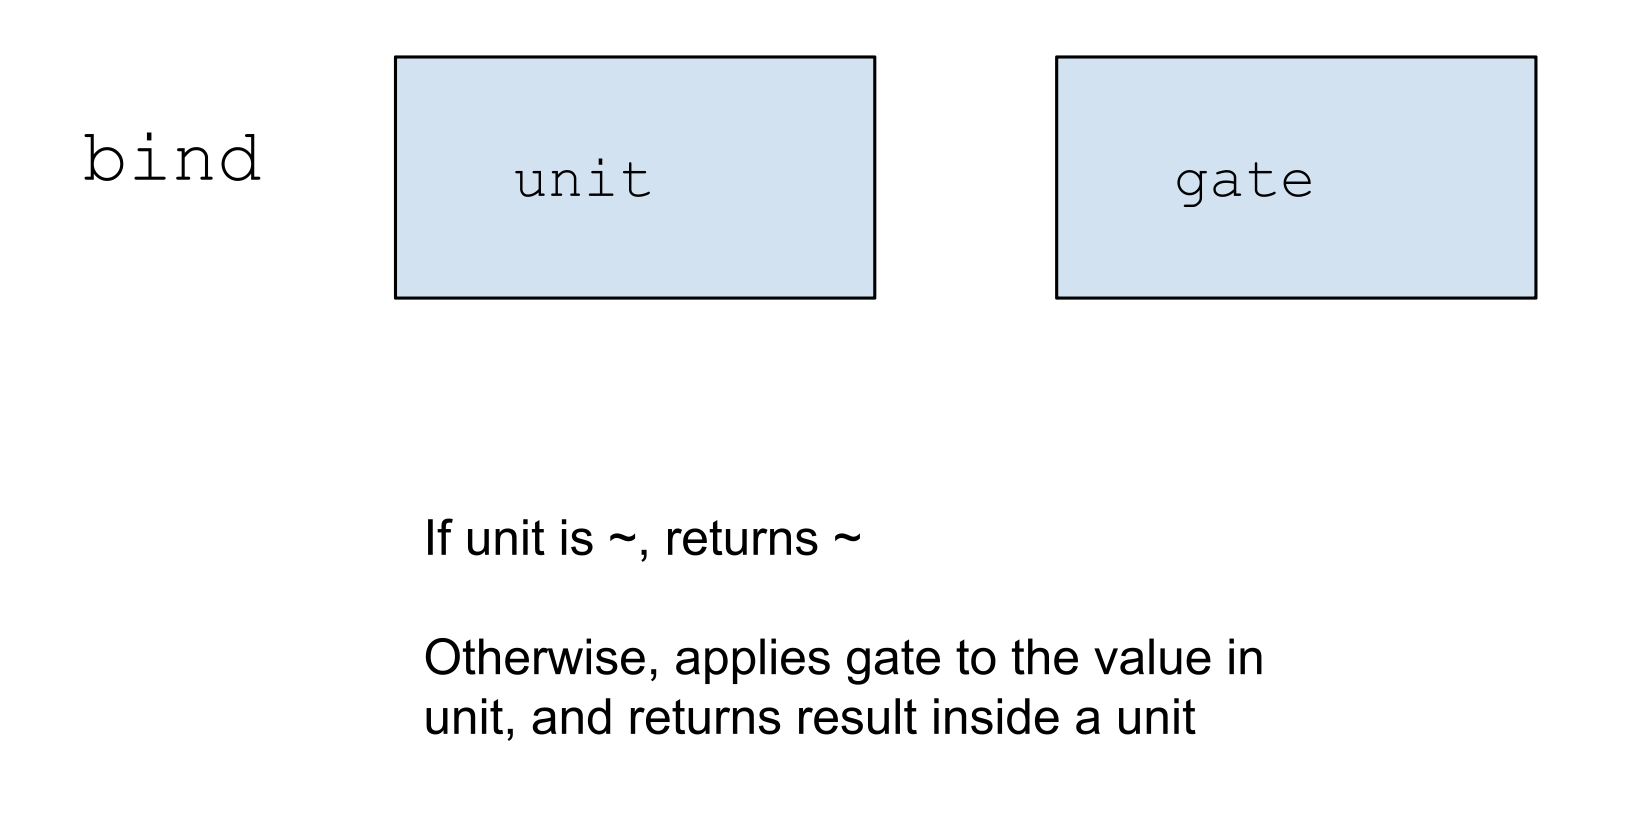 bind
unit
gate
If unit is ~, returns ~
Otherwise, applies gate to the value in
unit, and returns result inside a unit